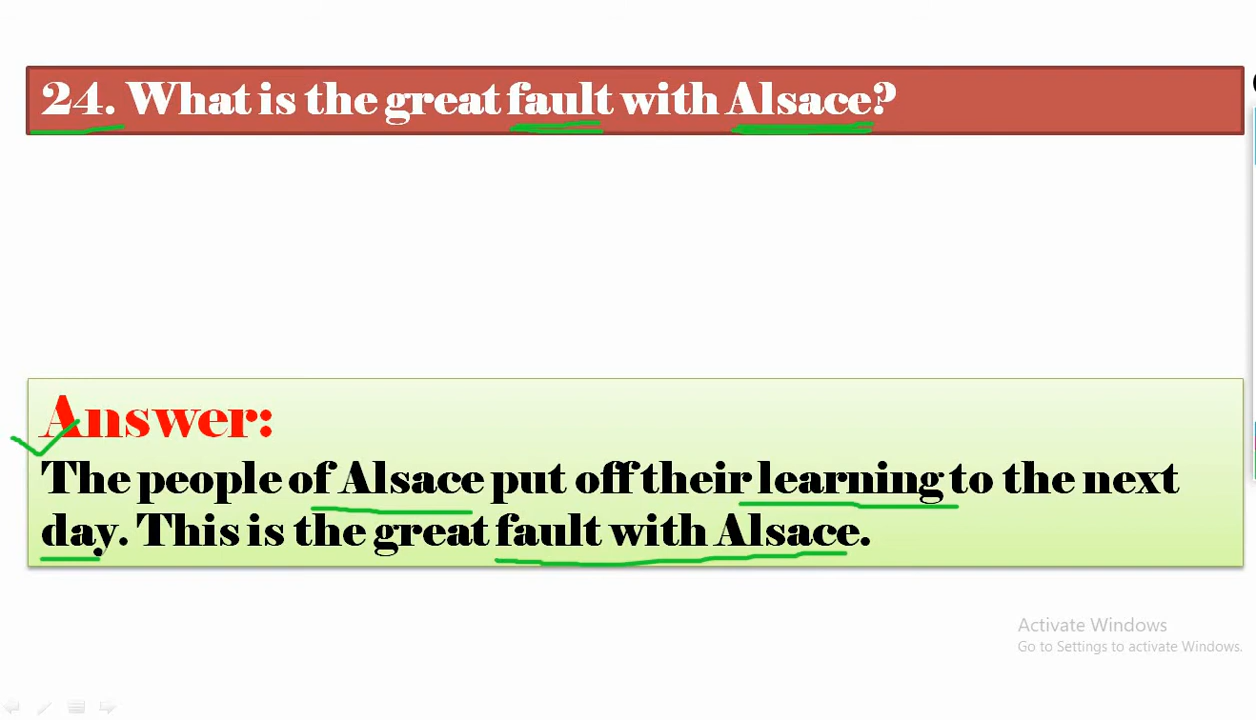 24. What is the great fault with Alsace?
Answer:
The people of Alsace put off their learning to the next
day. This is the great fault with Alsace.
Activate Windows
Go to Settings to activate Windows.